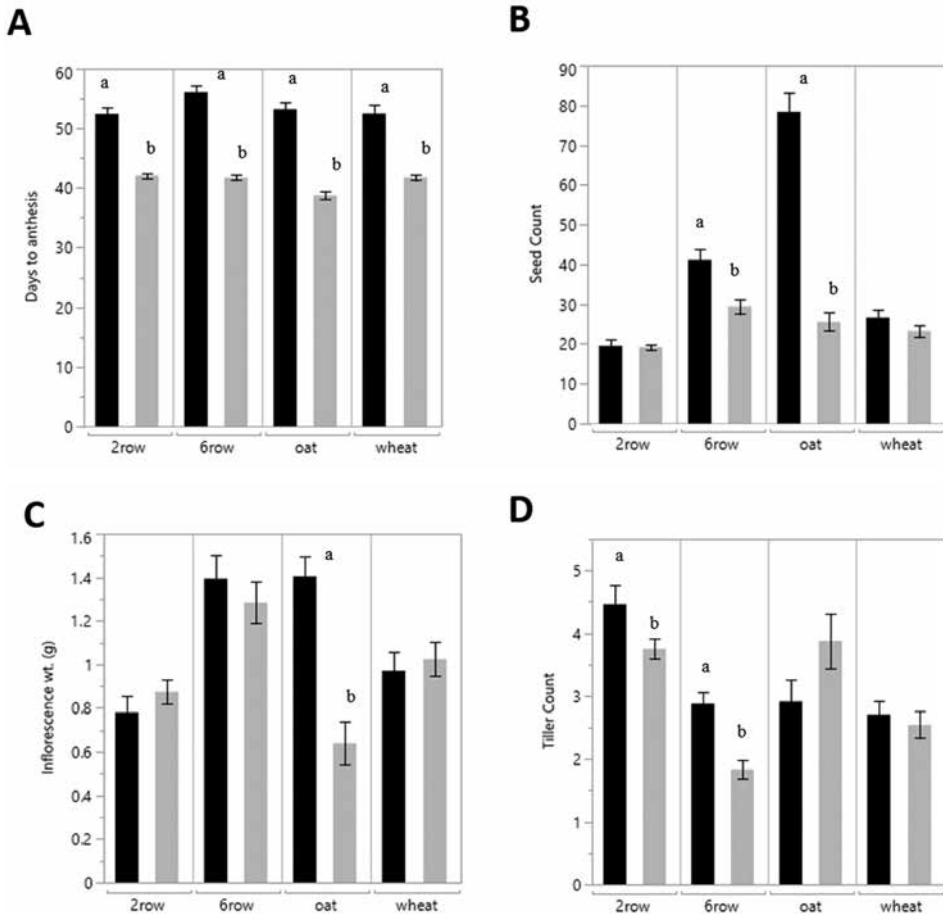 A
Days to anthesis
60
50
40
30
20
10
0
a
b
a
b
a
b
a
b
2row
6row
oat
wheat
B
Seed Count
90
80
70
60
50
40
30
20
10
0
a
b
a
b
2row
6row
oat
wheat
C
Inflorescence wt. (g)
1.6
1.4
1.2
1
0.8
0.6
0.4
0.2
0
a
b
2row
6row
oat
wheat
D
Tiller Count
5
4
3
2
1
0
a
b
a
b
2row
6row
oat
wheat